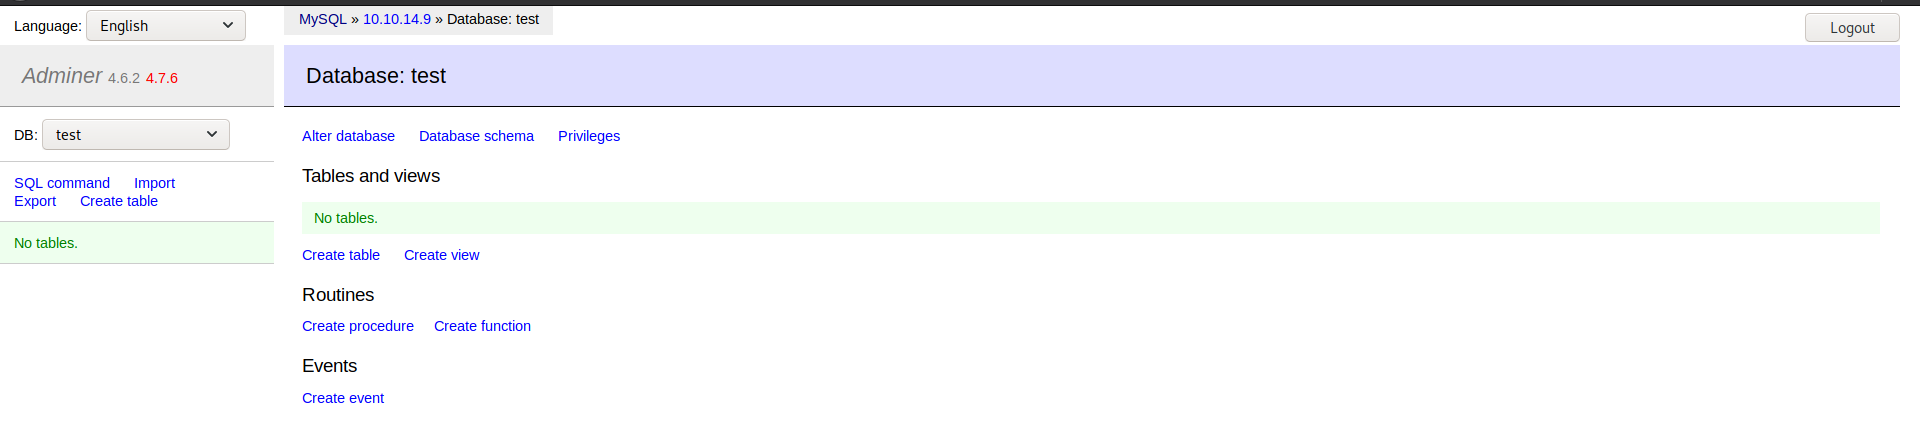 Language: English
Adminer 4.6.2 4.7.6
DB: test
SQL command Import
Export Create table
No tables.
MySQL » 10.10.14.9 » Database: test
Logout
Database: test
Alter database Database schema Privileges
Tables and views
No tables.
Create table Create view
Routines
Create procedure Create function
Events
Create event